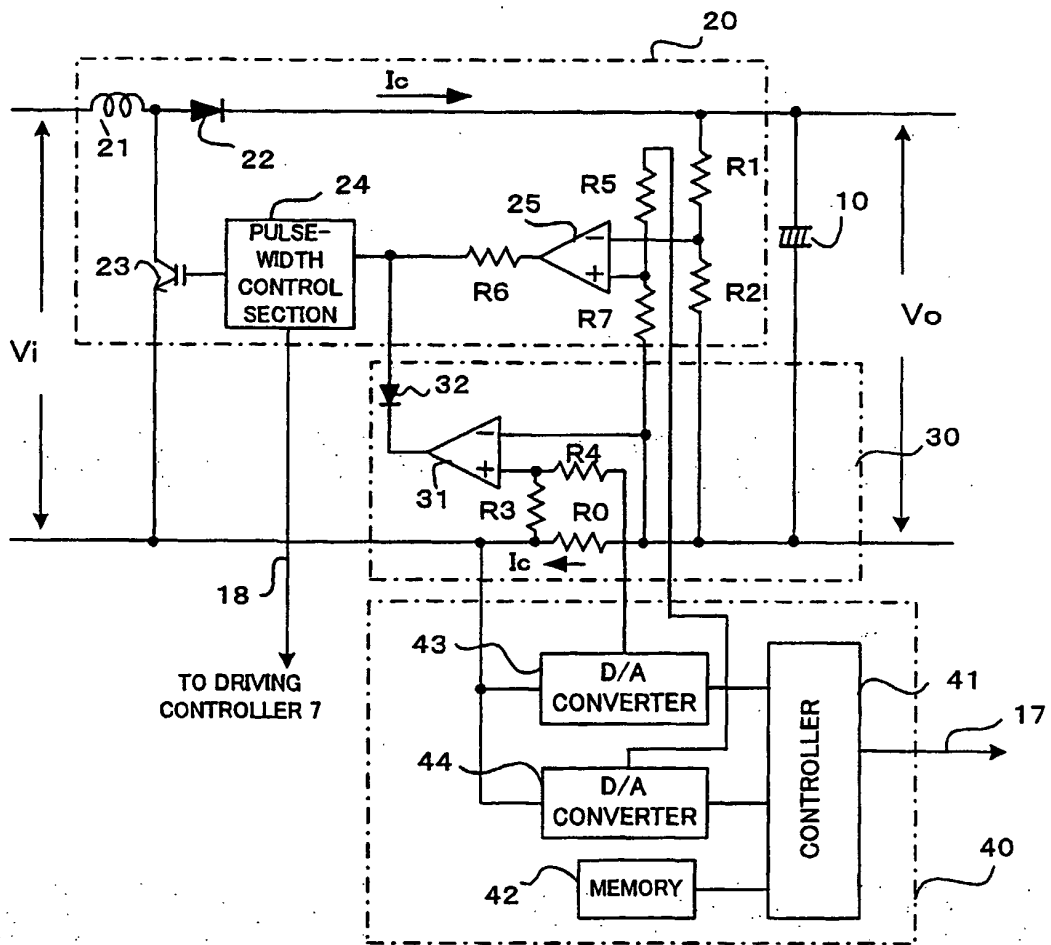 20
Ic
21
22
R5
R1
24
25
10
PULSE-
WIDTH
CONTROL
SECTION
−
+
23
R6
R7
R2
Vi
Vo
32
30
−
+
31
R4
R3
R0
Ic
18
43
D/A
CONVERTER
41
TO DRIVING
CONTROLLER 7
17
44
D/A
CONVERTER
CONTROLLER
42
MEMORY
40